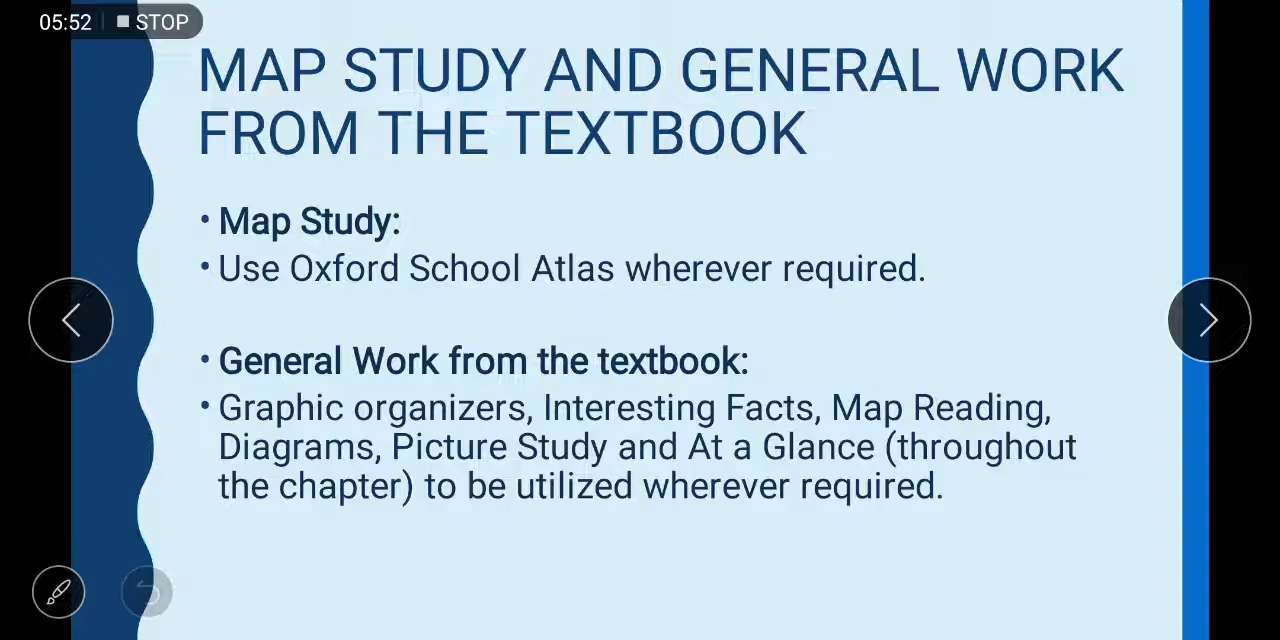 05:52 STOP
MAP STUDY AND GENERAL WORK
FROM THE TEXTBOOK
• Map Study:
• Use Oxford School Atlas wherever required.
• General Work from the textbook:
• Graphic organizers, Interesting Facts, Map Reading,
Diagrams, Picture Study and At a Glance (throughout
the chapter) to be utilized wherever required.